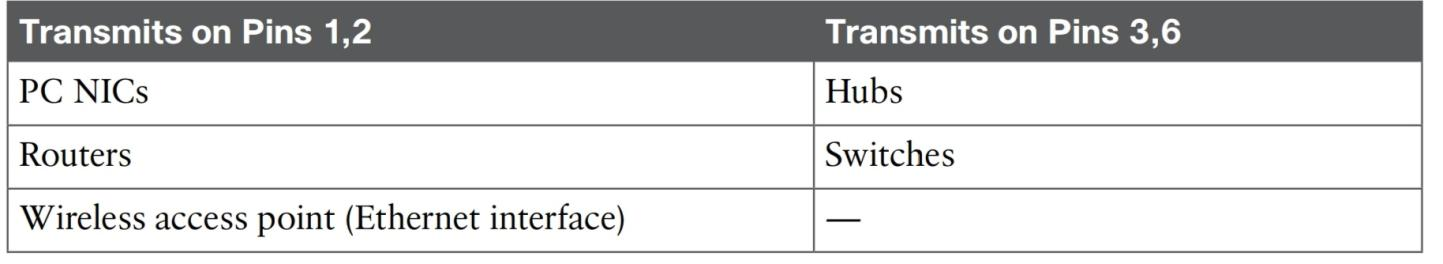 Transmits on Pins 1,2 Transmits on Pins 3,6
PC NICs Hubs
Routers Switches
Wireless access point (Ethernet interface) —